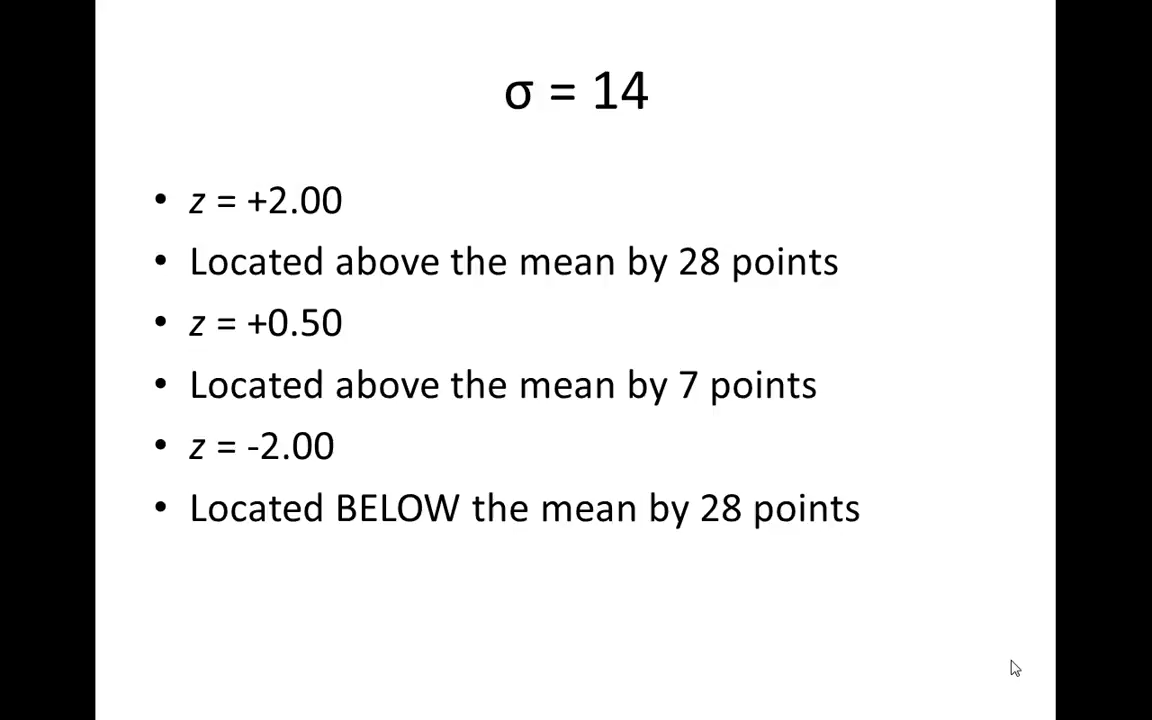 σ = 14
• z = +2.00
• Located above the mean by 28 points
• z = +0.50
• Located above the mean by 7 points
• z = -2.00
• Located BELOW the mean by 28 points